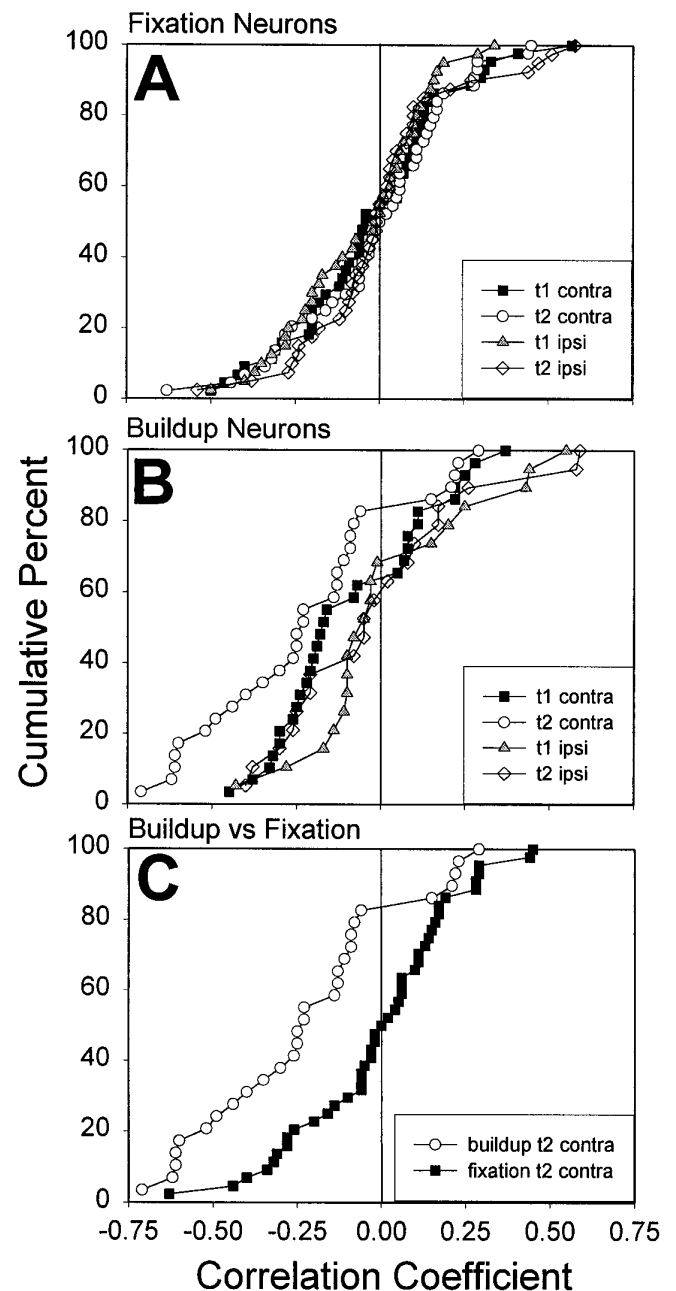 Fixation Neurons
A
100
80
60
40
20
0
t1 contra
t2 contra
t1 ipsi
t2 ipsi
Buildup Neurons
B
100
80
60
40
20
0
t1 contra
t2 contra
t1 ipsi
t2 ipsi
Cumulative Percent
Buildup vs Fixation
C
100
80
60
40
20
0
buildup t2 contra
fixation t2 contra
-0.75 -0.50 -0.25 0.00 0.25 0.50 0.75
Correlation Coefficient